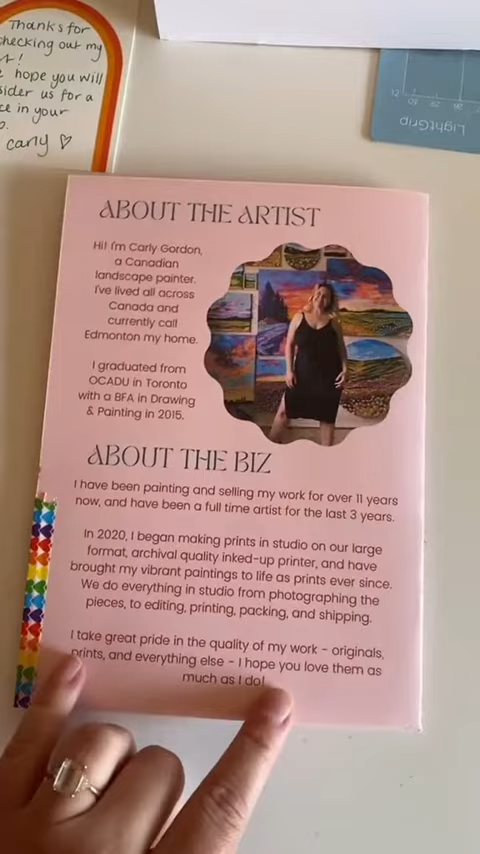 Thanks for
checking out my
hope you will
us for a
in your
carly ♡
LightGrip
ABOUT THE ARTIST
Hi! I'm Carly Gordon,
a Canadian
landscape painter.
I've lived all across
Canada and
currently call
Edmonton my home.
I graduated from
OCADU in Toronto
with a BFA in Drawing
& Painting in 2015.
ABOUT THE BIZ
I have been painting and selling my work for over 11 years
now, and have been a full time artist for the last 3 years.
In 2020, I began making prints in studio on our large
format, archival quality inked-up printer, and have
brought my vibrant paintings to life as prints ever since.
We do everything in studio from photographing the
pieces, to editing, printing, packing, and shipping.
I take great pride in the quality of my work - originals,
prints, and everything else - I hope you love them as
much as I do!